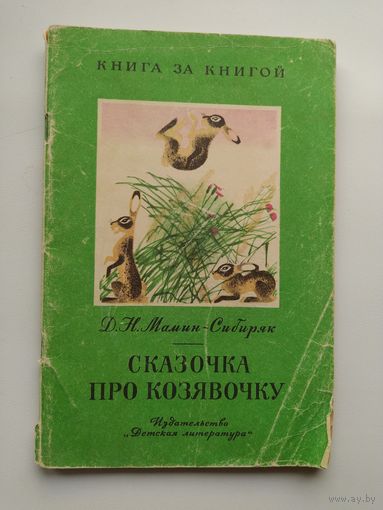 КНИГА ЗА КНИГОЙ
Д.Н.Мамин-Сибиряк
СКАЗОЧКА
ПРО КОЗЯВОЧКУ
Издательство
„Детская литература“
www.ay.by